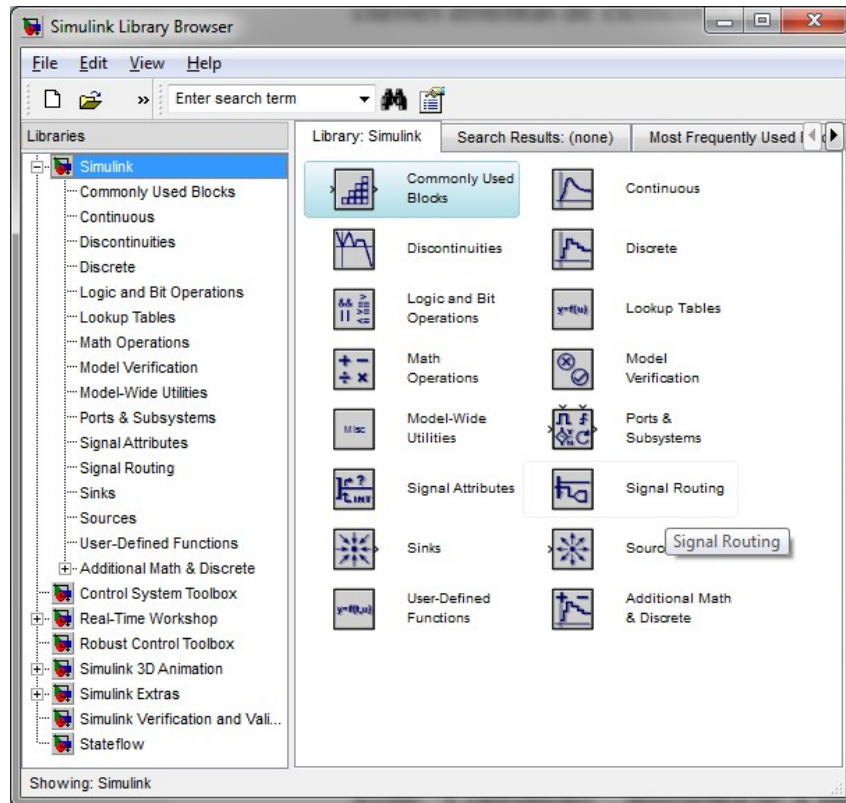 Simulink Library Browser
File Edit View Help
» Enter search term
Libraries
Simulink
Commonly Used Blocks
Continuous
Discontinuities
Discrete
Logic and Bit Operations
Lookup Tables
Math Operations
Model Verification
Model-Wide Utilities
Ports & Subsystems
Signal Attributes
Signal Routing
Sinks
Sources
User-Defined Functions
Additional Math & Discrete
Control System Toolbox
Real-Time Workshop
Robust Control Toolbox
Simulink 3D Animation
Simulink Extras
Simulink Verification and Vali...
Stateflow
Library: Simulink Search Results: (none) Most Frequently Used
Commonly Used
Blocks
Continuous
Discontinuities
Discrete
&& >=
|| <=
Logic and Bit
Operations
y=f(u)
Lookup Tables
+ -
÷ ×
Math
Operations
Model
Verification
Misc
Model-Wide
Utilities
Ports &
Subsystems
?
INT
Signal Attributes
Signal Routing
Sinks
Sourc
Signal Routing
y=f(t,u)
User-Defined
Functions
Additional Math
& Discrete
Showing: Simulink